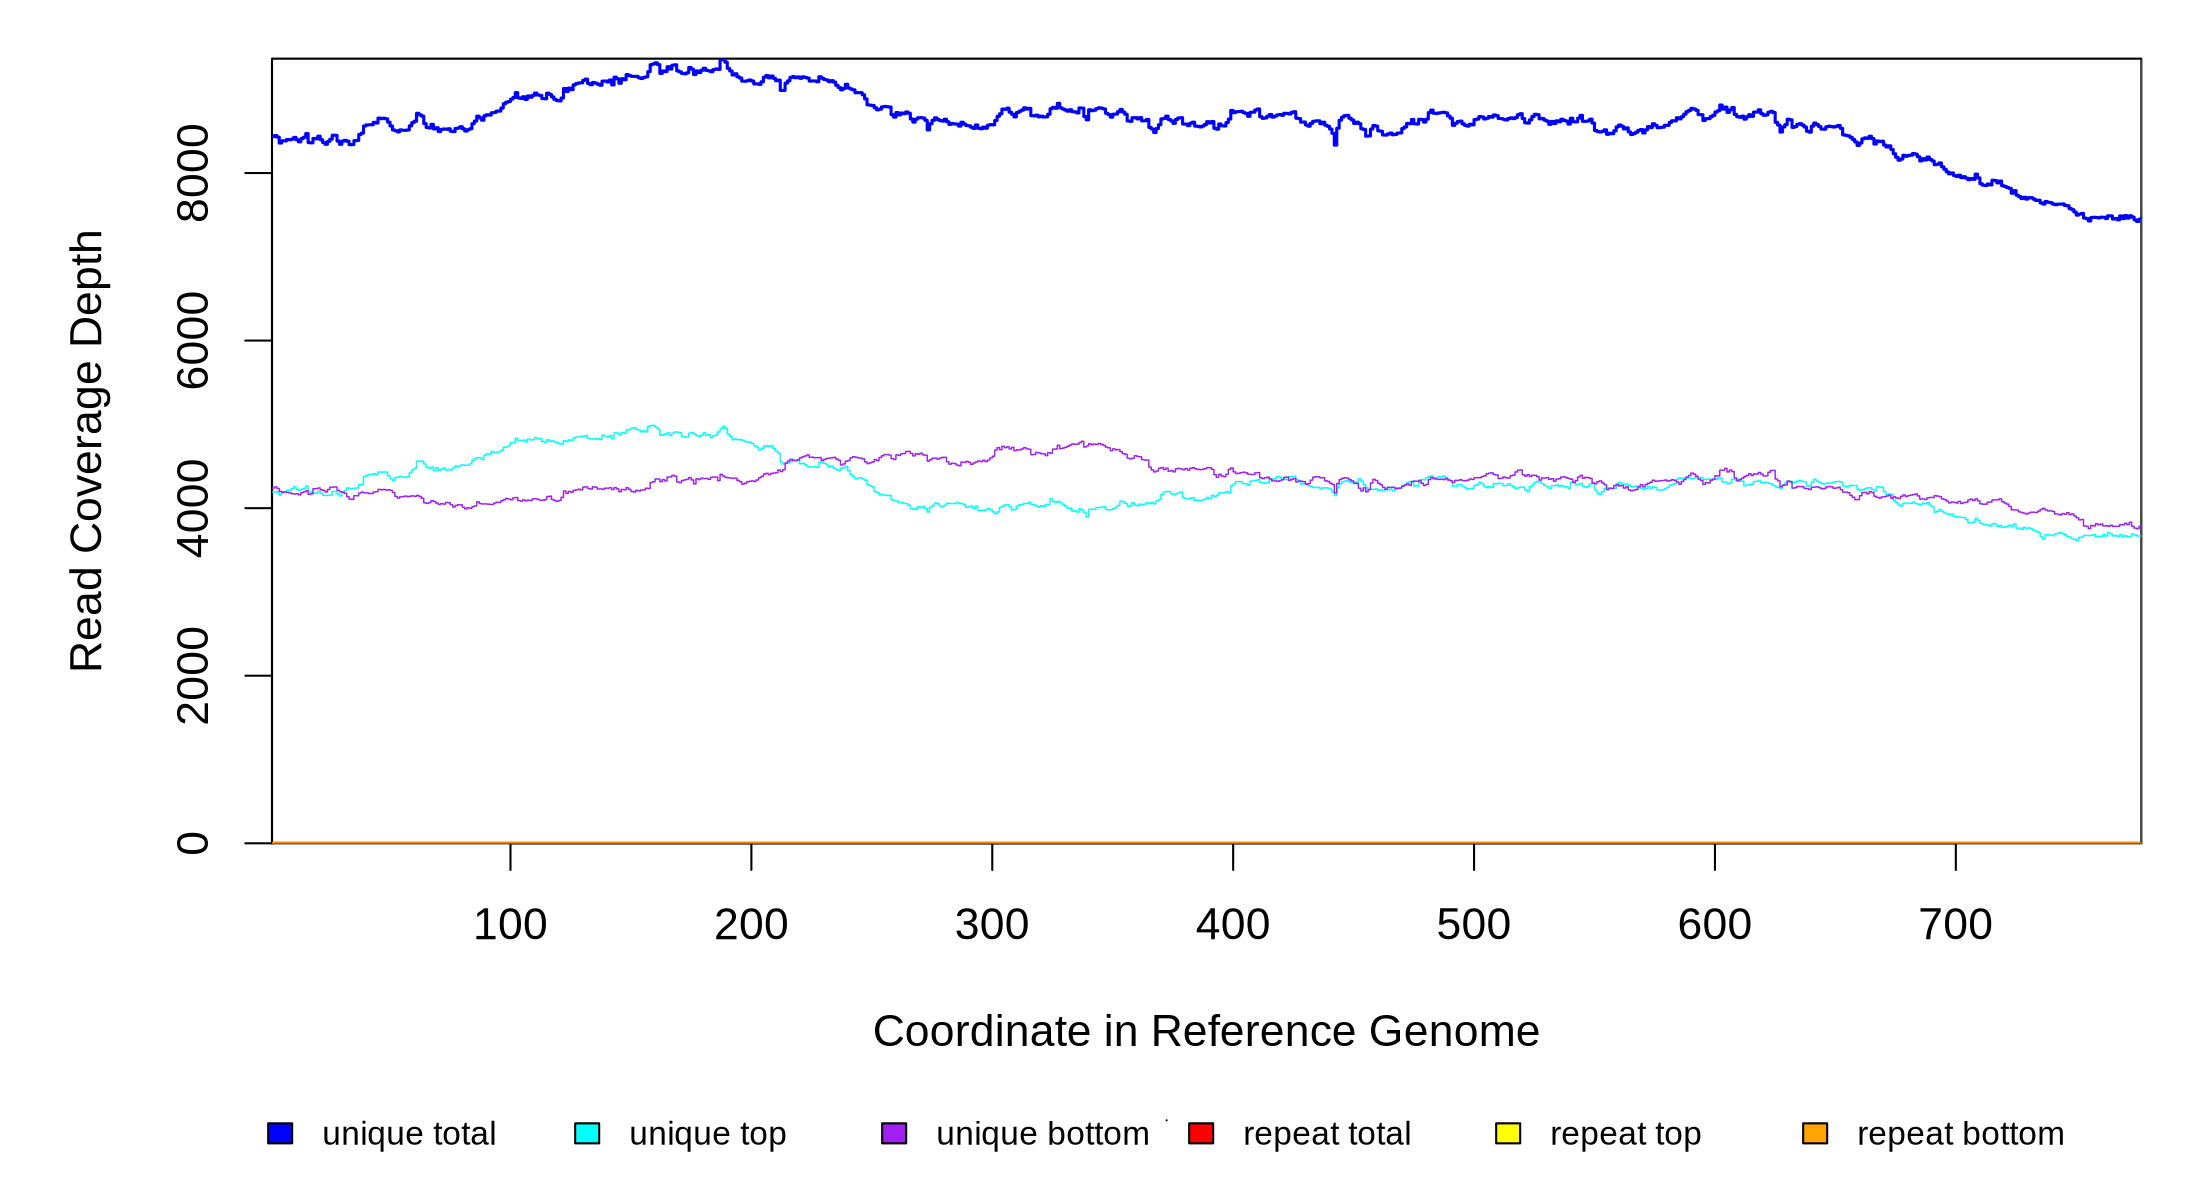 Read Coverage Depth
8000
6000
4000
2000
0
100 200 300 400 500 600 700
Coordinate in Reference Genome
unique total unique top unique bottom repeat total repeat top repeat bottom